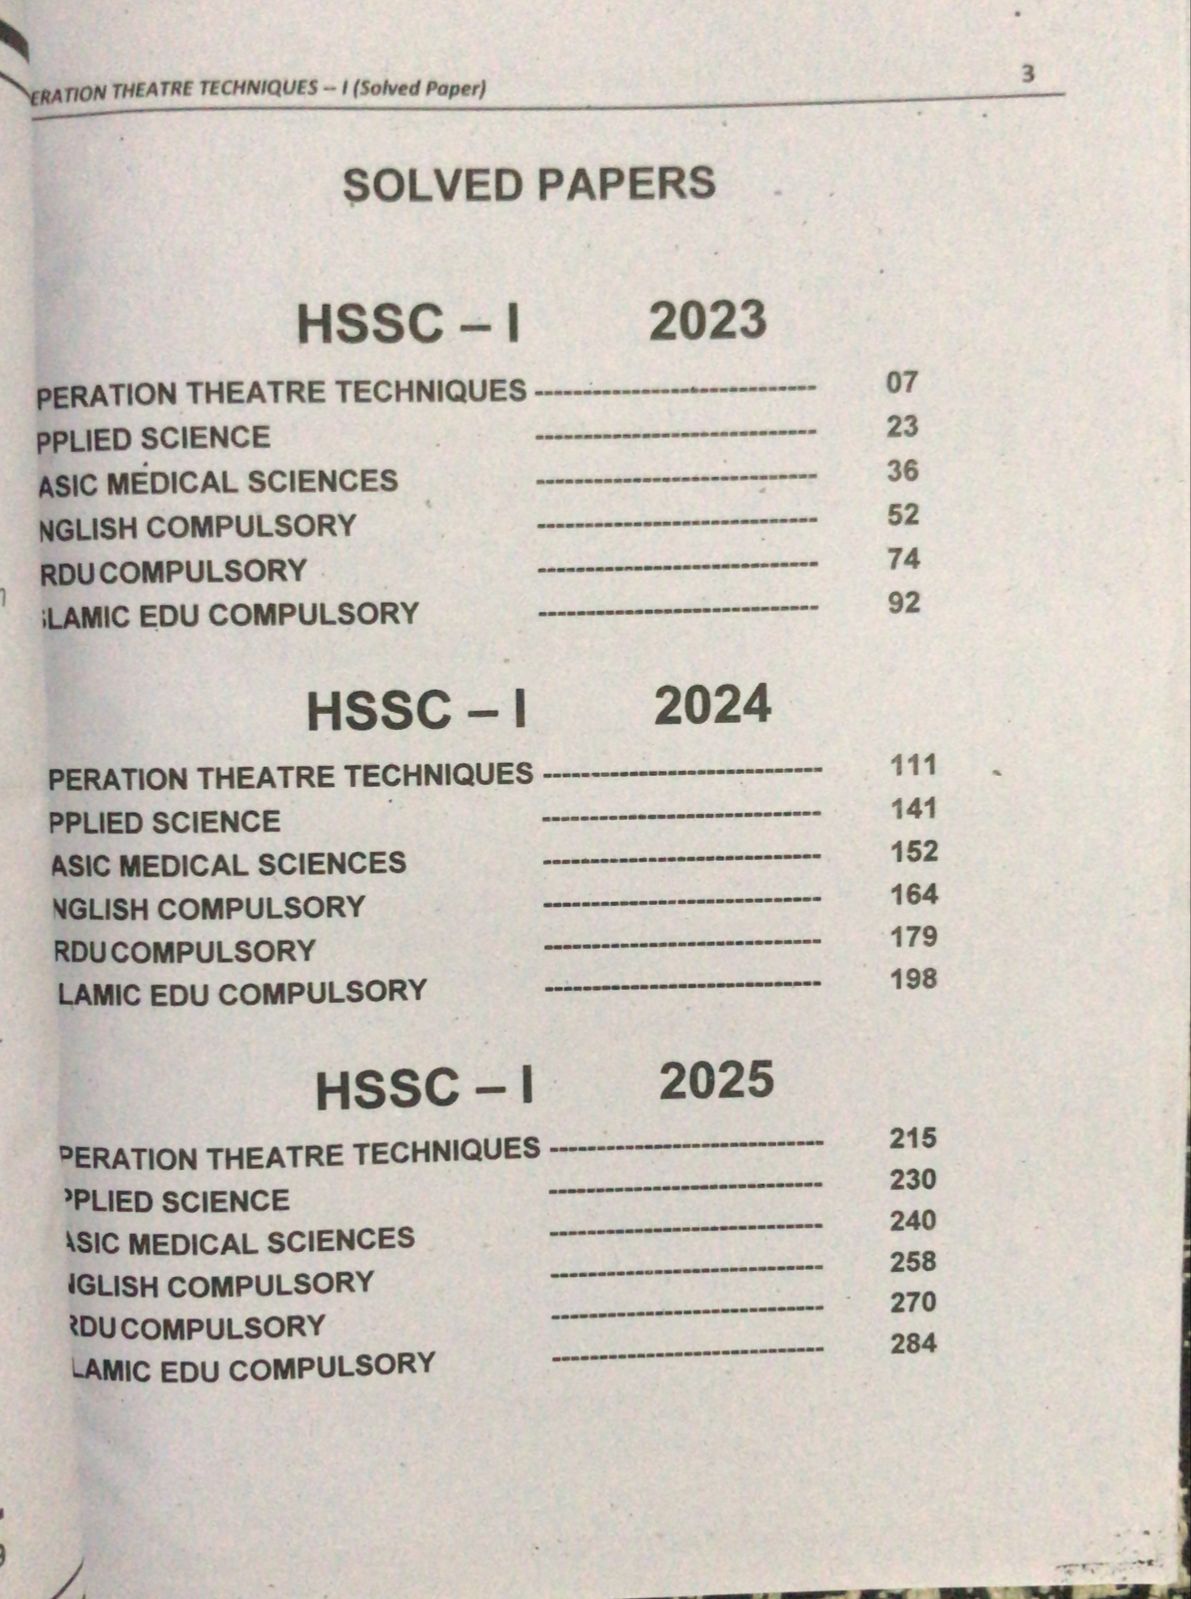 ERATION THEATRE TECHNIQUES – I (Solved Paper) 3
SOLVED PAPERS
HSSC – I 2023
PERATION THEATRE TECHNIQUES ----------------------------- 07
PPLIED SCIENCE ----------------------------- 23
ASIC MEDICAL SCIENCES ----------------------------- 36
NGLISH COMPULSORY ----------------------------- 52
RDU COMPULSORY ----------------------------- 74
LAMIC EDU COMPULSORY ----------------------------- 92
HSSC – I 2024
PERATION THEATRE TECHNIQUES ----------------------------- 111
PPLIED SCIENCE ----------------------------- 141
ASIC MEDICAL SCIENCES ----------------------------- 152
NGLISH COMPULSORY ----------------------------- 164
RDU COMPULSORY ----------------------------- 179
LAMIC EDU COMPULSORY ----------------------------- 198
HSSC – I 2025
PERATION THEATRE TECHNIQUES ----------------------------- 215
PPLIED SCIENCE ----------------------------- 230
ASIC MEDICAL SCIENCES ----------------------------- 240
NGLISH COMPULSORY ----------------------------- 258
RDU COMPULSORY ----------------------------- 270
LAMIC EDU COMPULSORY ----------------------------- 284